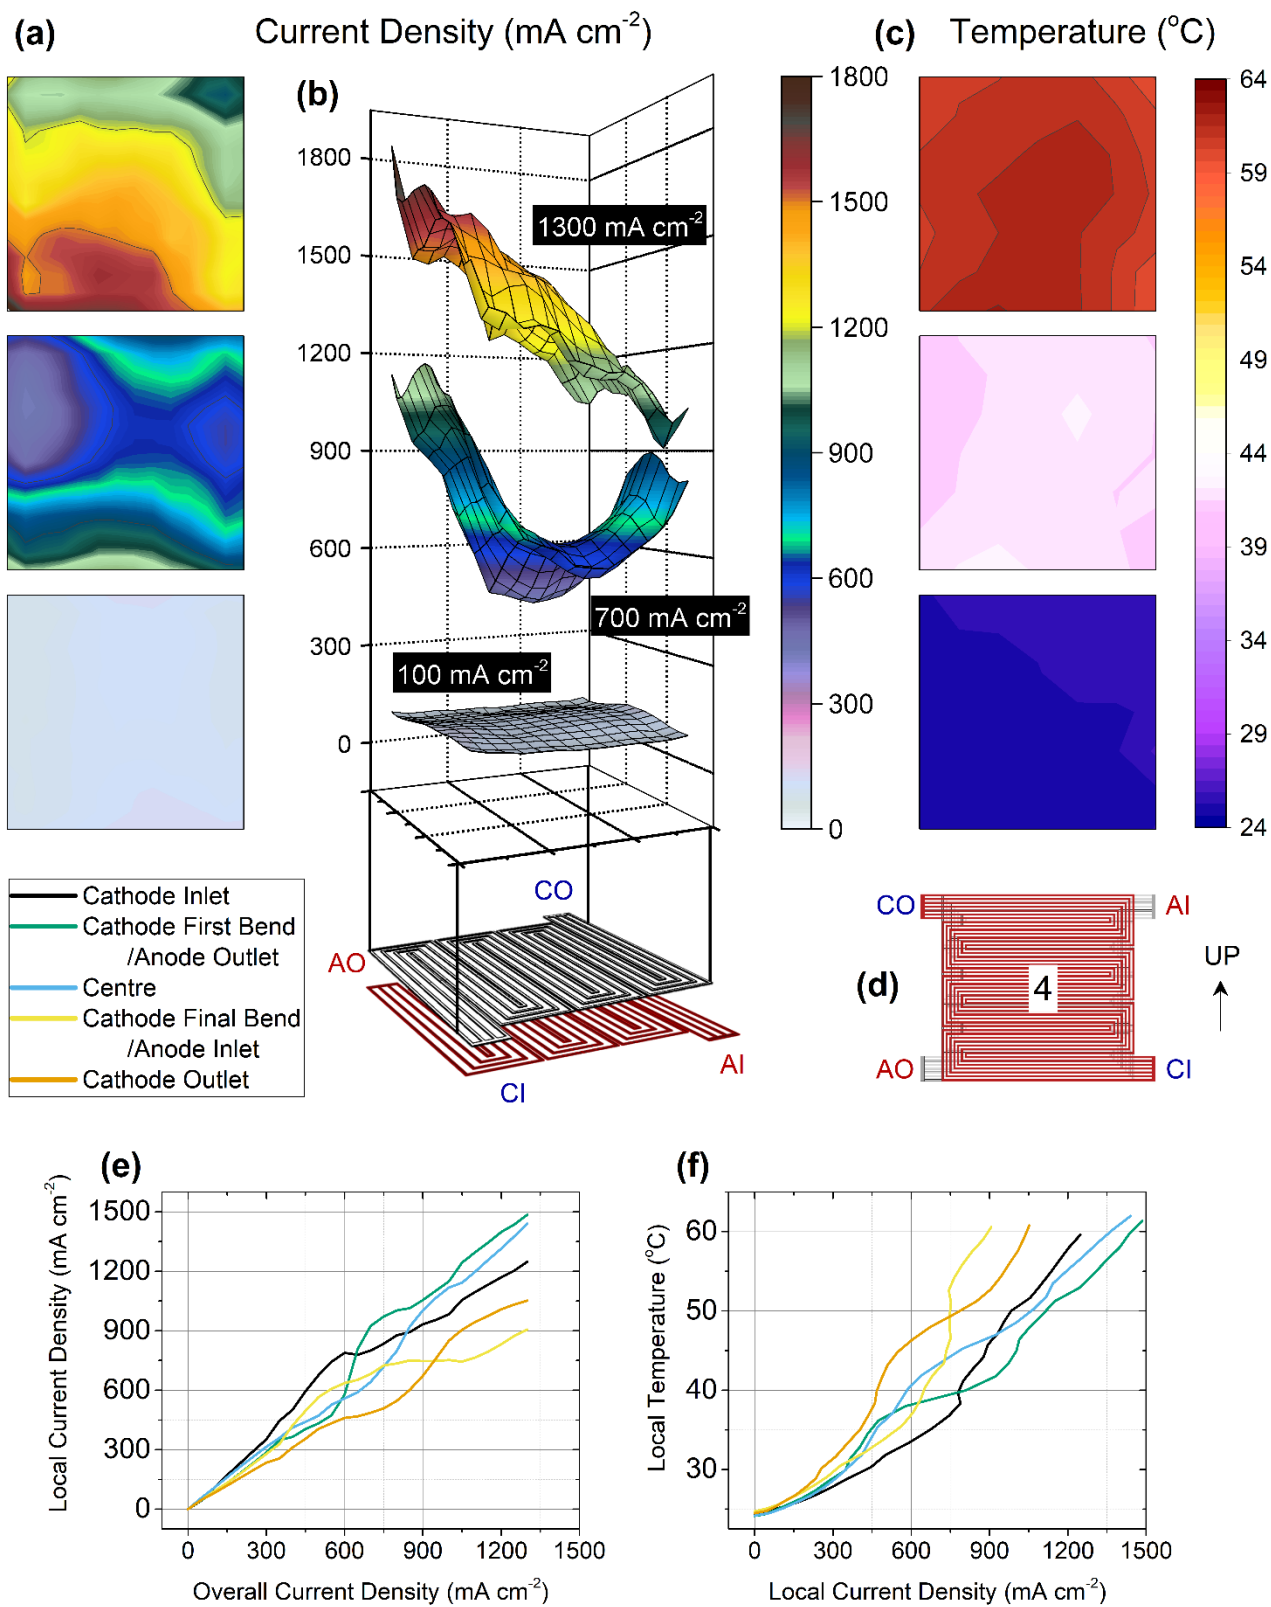 (a)
Current Density (mA cm-2)
(c)
Temperature (oC)
(b)
1800
1500
1200
900
600
300
0
1300 mA cm-2
700 mA cm-2
100 mA cm-2
1800
1500
1200
900
600
300
0
64
59
54
49
44
39
34
29
24
Cathode Inlet
Cathode First Bend
/Anode Outlet
Centre
Cathode Final Bend
/Anode Inlet
Cathode Outlet
CO
AO
AI
CI
CO
AI
(d)
4
UP
AO
CI
(e)
Local Current Density (mA cm-2)
1500
1200
900
600
300
0
0
300
600
900
1200
1500
Overall Current Density (mA cm-2)
(f)
Local Temperature (oC)
60
50
40
30
0
300
600
900
1200
1500
Local Current Density (mA cm-2)